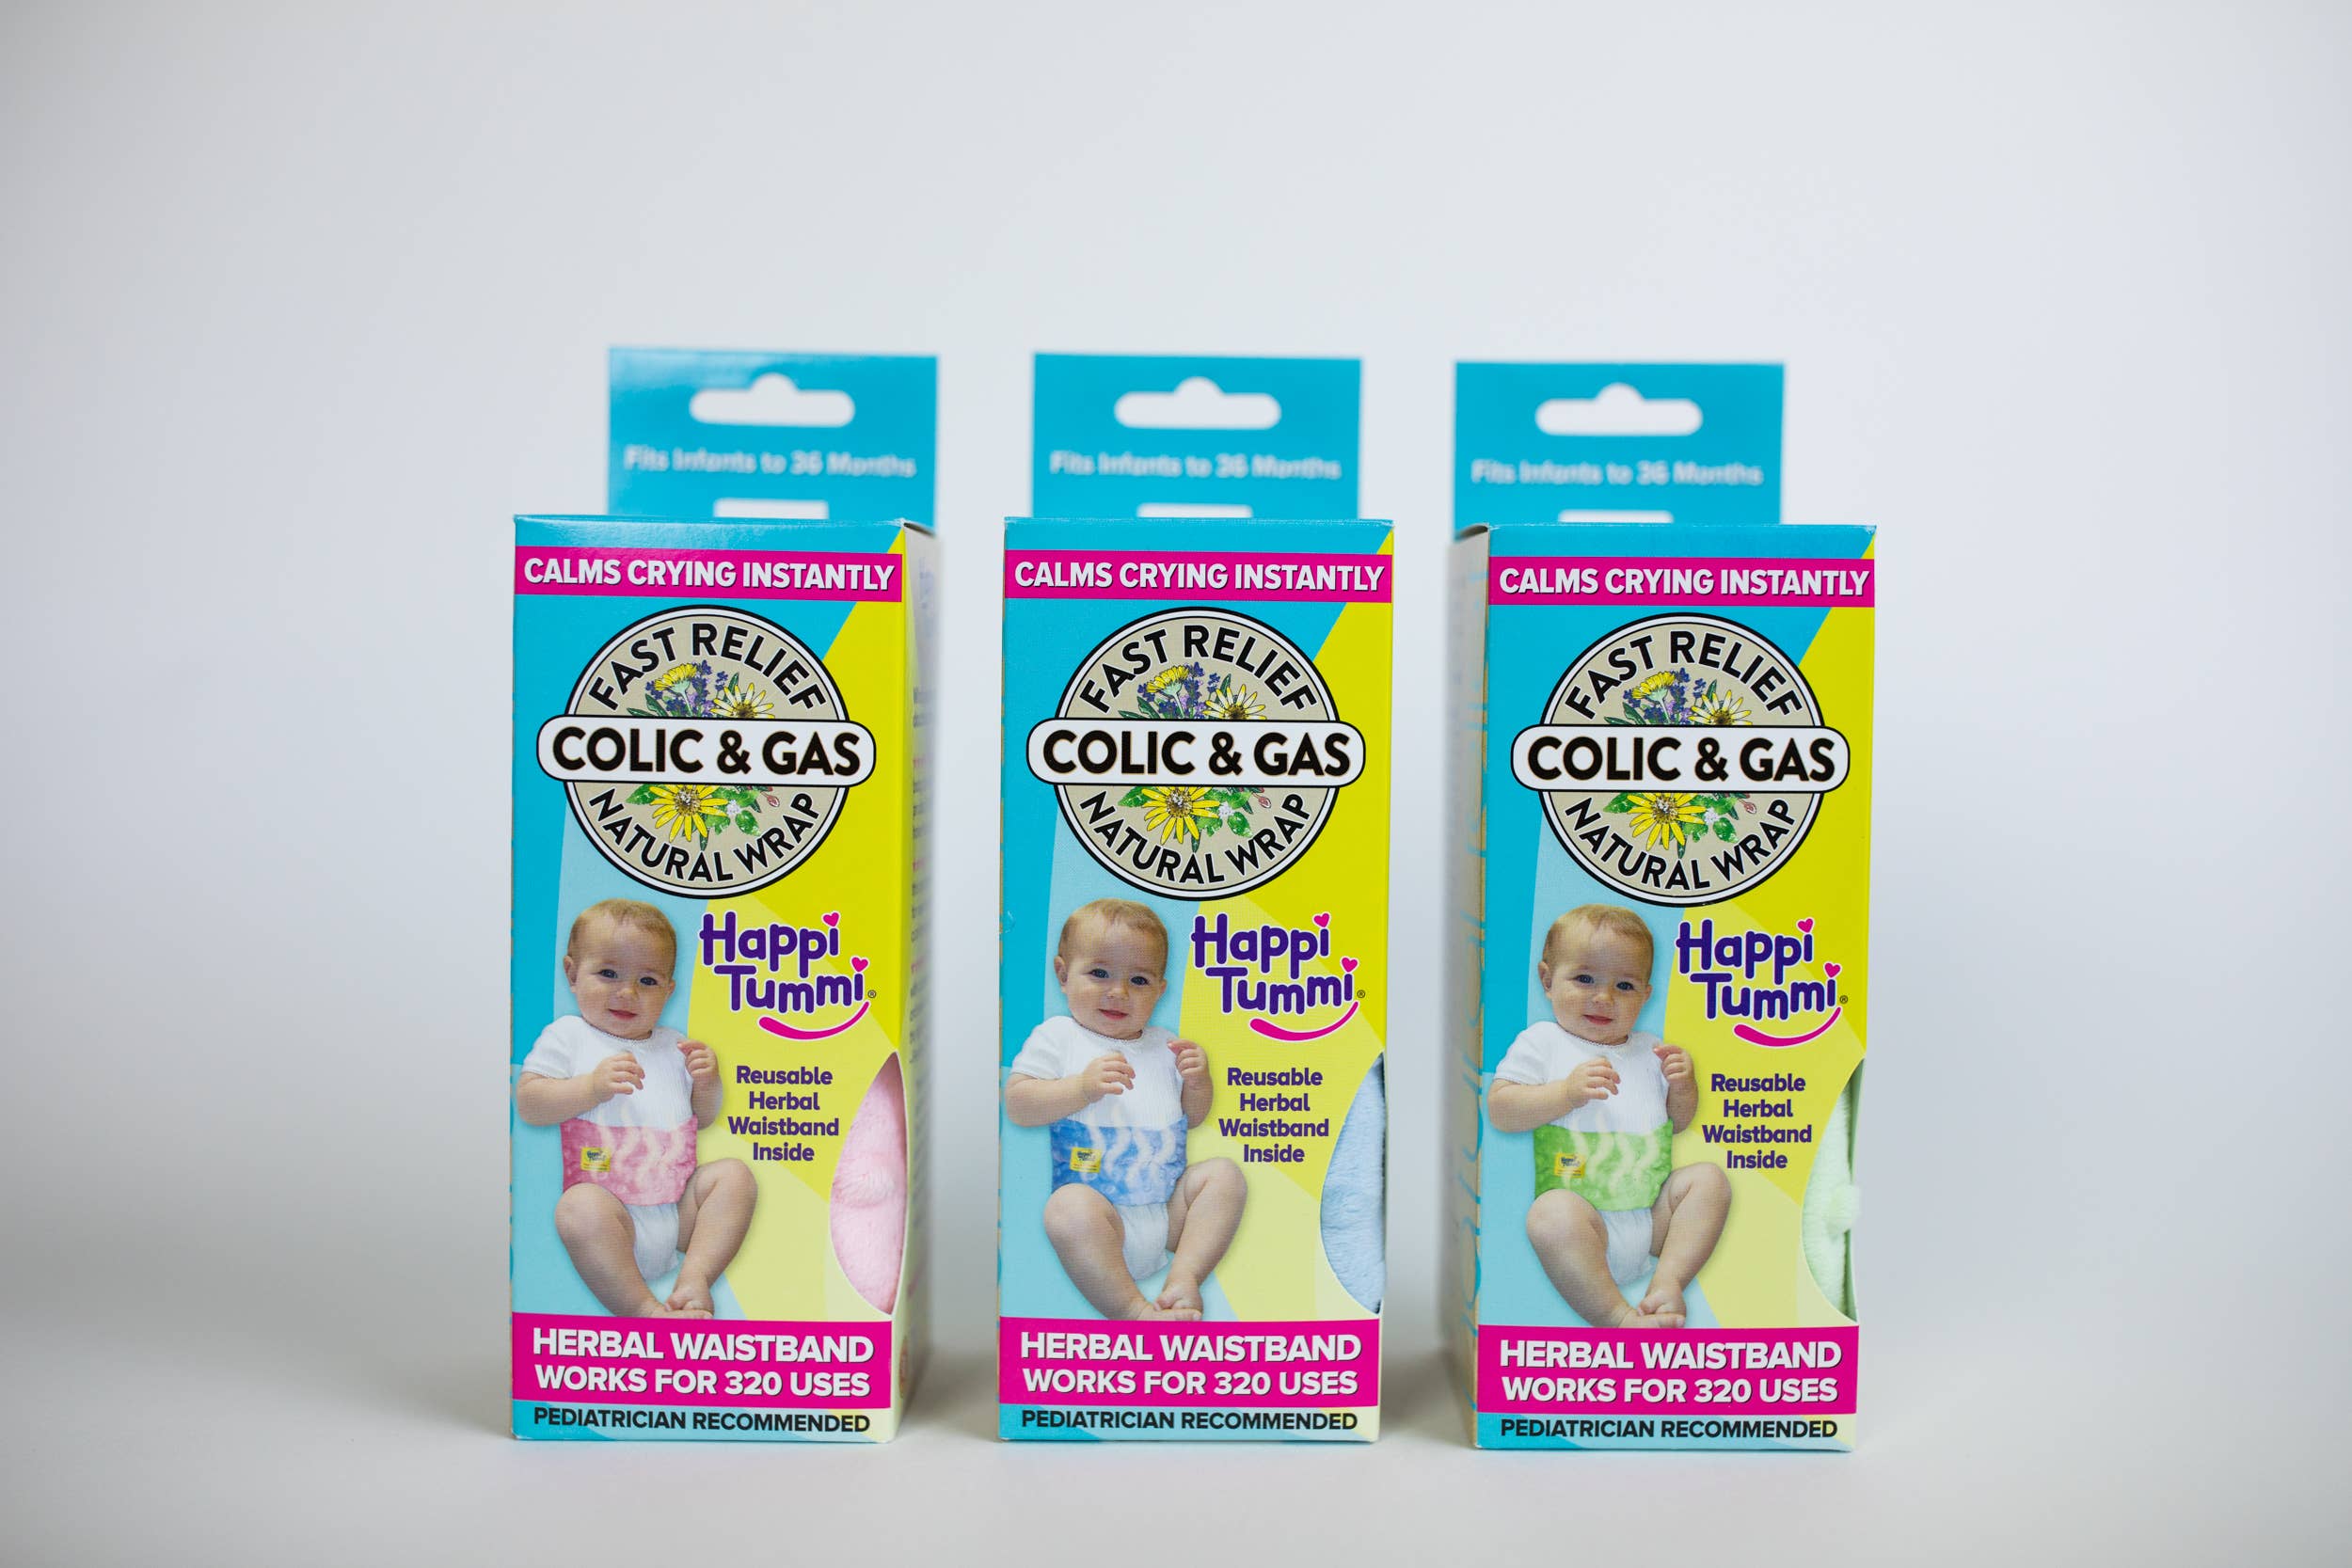 Fits Infants to 36 Months
CALMS CRYING INSTANTLY
FAST RELIEF
COLIC & GAS
NATURAL WRAP
Happi
Tummi®
Reusable
Herbal
Waistband
Inside
HERBAL WAISTBAND
WORKS FOR 320 USES
PEDIATRICIAN RECOMMENDED
Fits Infants to 36 Months
CALMS CRYING INSTANTLY
FAST RELIEF
COLIC & GAS
NATURAL WRAP
Happi
Tummi®
Reusable
Herbal
Waistband
Inside
HERBAL WAISTBAND
WORKS FOR 320 USES
PEDIATRICIAN RECOMMENDED
Fits Infants to 36 Months
CALMS CRYING INSTANTLY
FAST RELIEF
COLIC & GAS
NATURAL WRAP
Happi
Tummi®
Reusable
Herbal
Waistband
Inside
HERBAL WAISTBAND
WORKS FOR 320 USES
PEDIATRICIAN RECOMMENDED